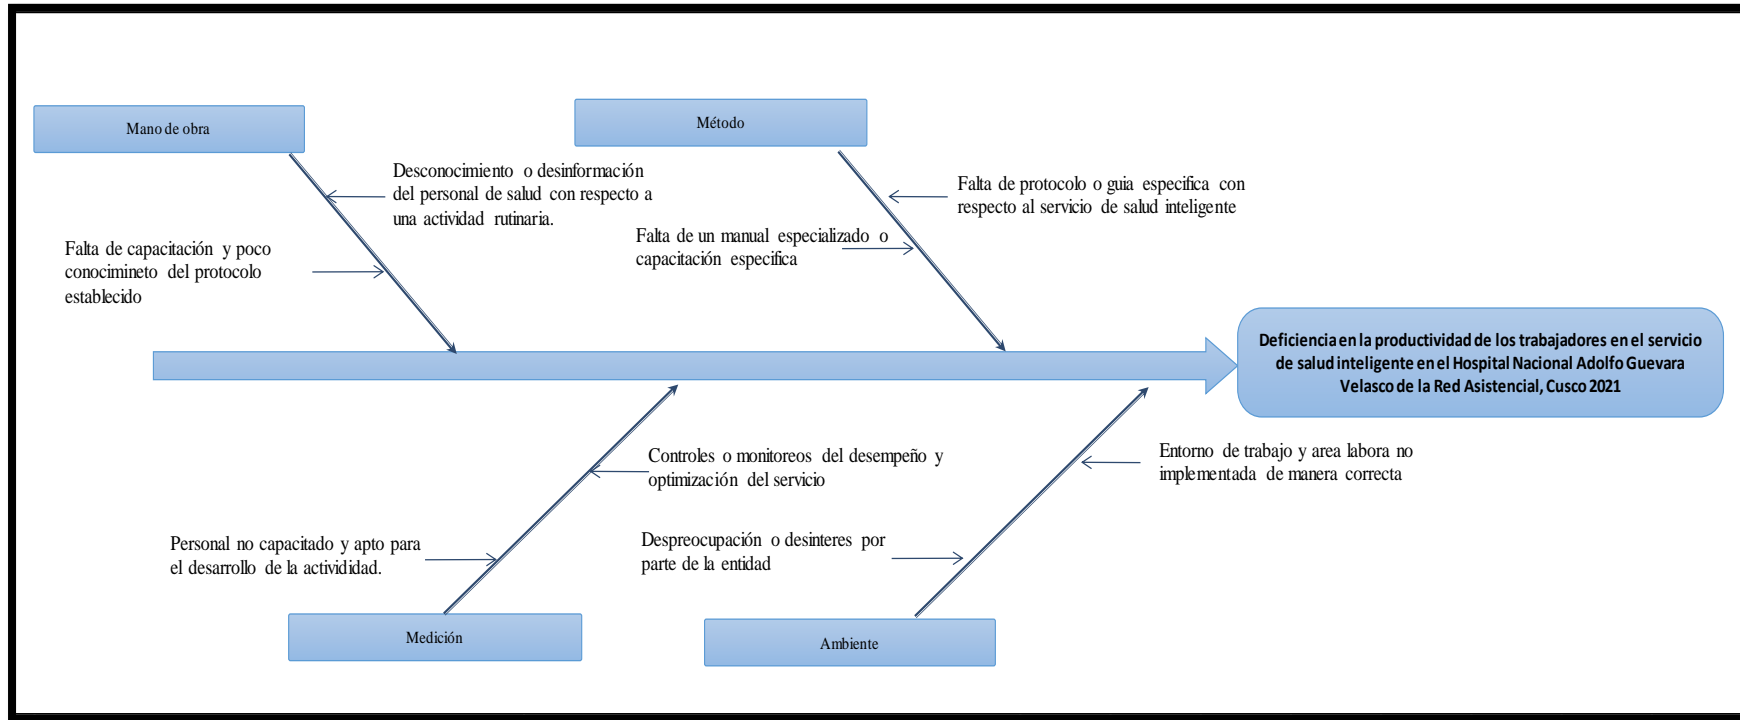 Mano de obra
Método
Desconocimiento o desinformación
del personal de salud con respecto a
una actividad rutinaria.
Falta de protocolo o guia especifica con
respecto al servicio de salud inteligente
Falta de capacitación y poco
conocimineto del protocolo
establecido
Falta de un manual especializado o
capacitación especifica
Deficiencia en la productividad de los trabajadores en el servicio
de salud inteligente en el Hospital Nacional Adolfo Guevara
Velasco de la Red Asistencial, Cusco 2021
Controles o monitoreos del desempeño y
optimización del servicio
Entorno de trabajo y area labora no
implementada de manera correcta
Personal no capacitado y apto para
el desarrollo de la activididad.
Despreocupación o desinteres por
parte de la entidad
Medición
Ambiente